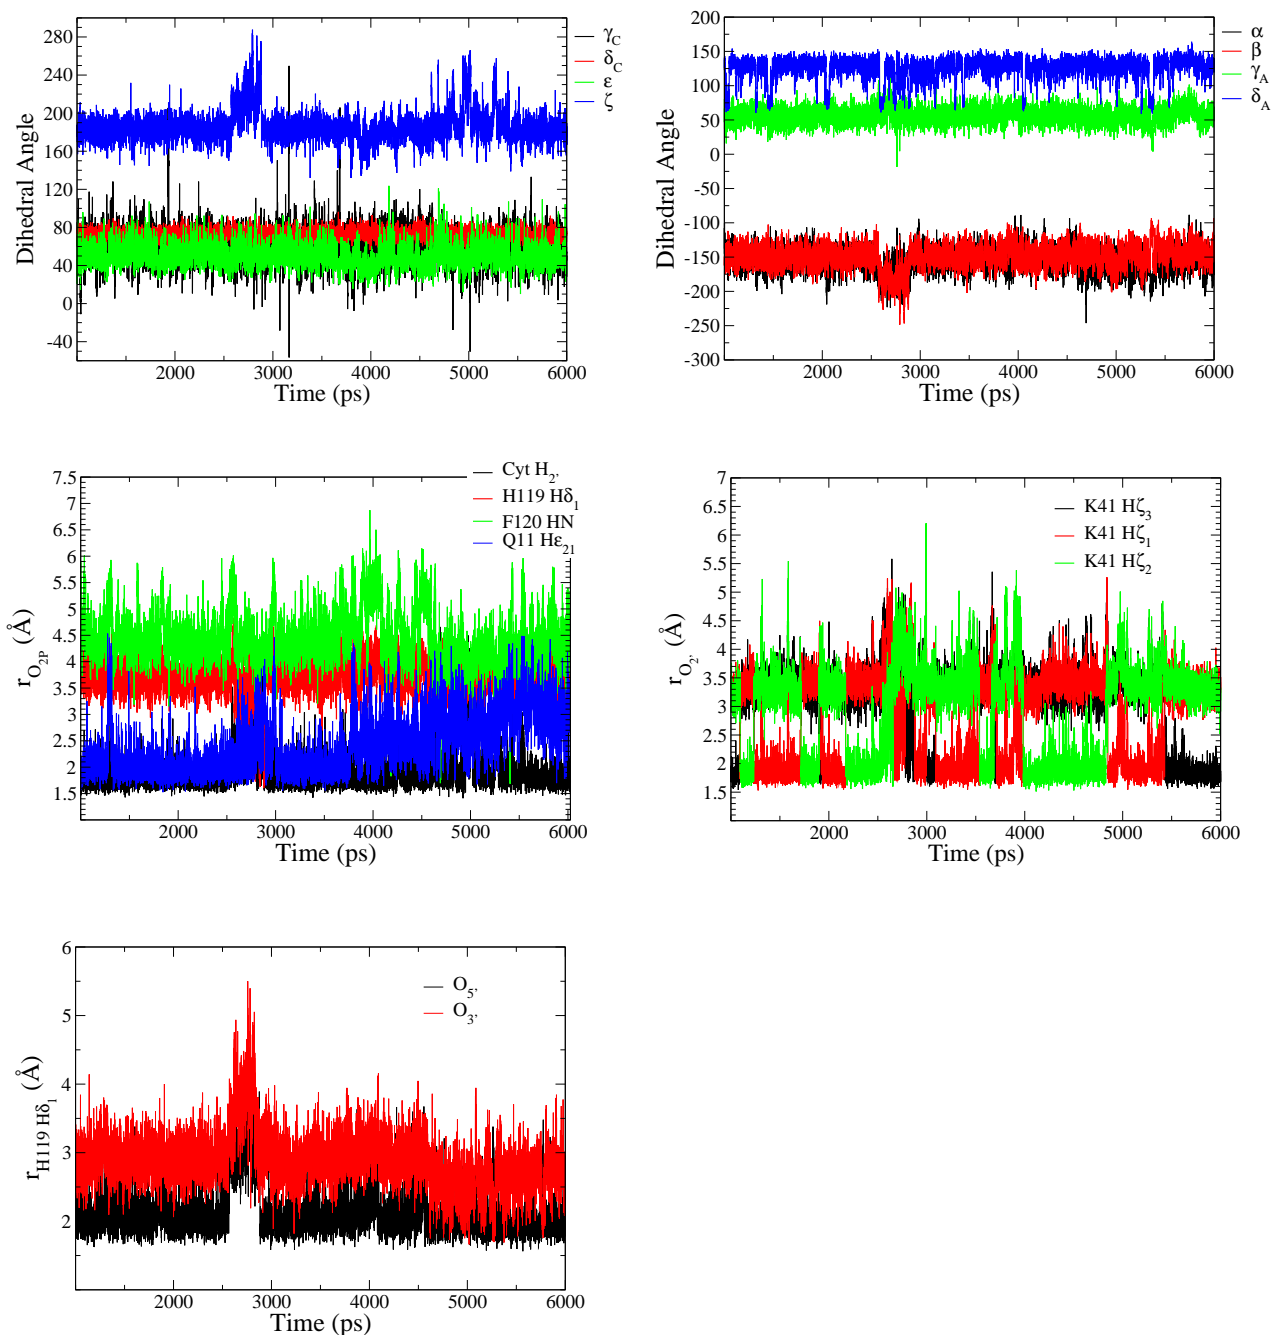 280
240
200
160
120
80
40
0
-40
Dihedral Angle
2000 3000 4000 5000 6000
Time (ps)
γC
δC
ε
ζ
200
150
100
50
0
-50
-100
-150
-200
-250
-300
Dihedral Angle
2000 3000 4000 5000 6000
Time (ps)
α
β
γA
δA
7.5
7
6.5
6
5.5
5
4.5
4
3.5
3
2.5
2
1.5
rO2P (Å)
2000 3000 4000 5000 6000
Time (ps)
Cyt H2'
H119 Hδ1
F120 HN
Q11 Hε21
7
6
5.5
5
4.5
4
3.5
3
2.5
2
1.5
rO2' (Å)
2000 3000 4000 5000 6000
Time (ps)
K41 Hζ3
K41 Hζ1
K41 Hζ2
6
5
4
3
2
rH119 Hδ1 (Å)
2000 3000 4000 5000 6000
Time (ps)
O5'
O3'